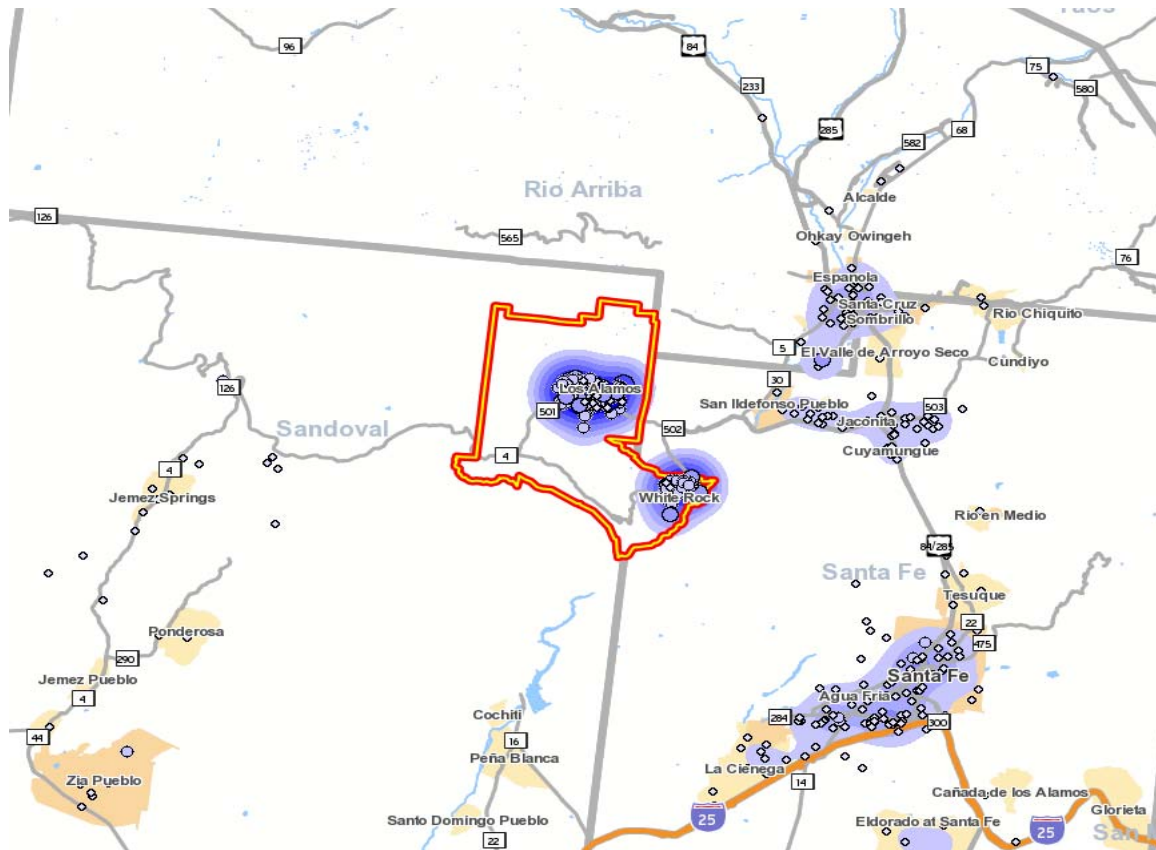 Taos
96
84
75
580
233
285
68
582
Rio Arriba
Alcalde
126
565
Ohkay Owingeh
76
Espanola
Santa Cruz
Sombrillo
Rio Chiquito
5
El Valle de Arroyo Seco
Cundiyo
126
30
Los Alamos
San Ildefonso Pueblo
503
501
Jaconita
Sandoval
502
Cuyamungue
4
4
Jemez Springs
White Rock
Rio en Medio
84/285
Santa Fe
Tesuque
22
Ponderosa
475
290
Jemez Pueblo
Santa Fe
4
Agua Fria
Cochiti
284
300
44
16
Peña Blanca
La Cienega
Zia Pueblo
14
Cañada de los Alamos
Glorieta
Santo Domingo Pueblo
25
Eldorado at Santa Fe
25
22